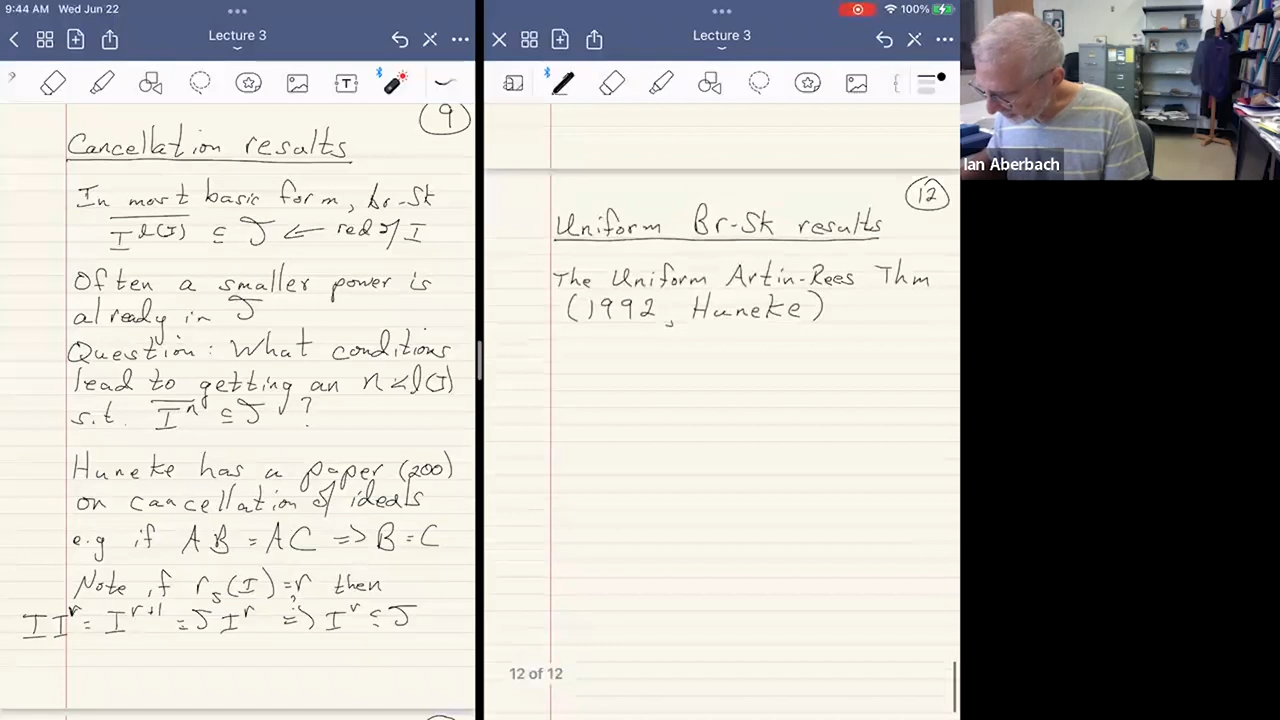 9:44 AM Wed Jun 22
100%
Lecture 3
Lecture 3
T
9
Cancellation results
In most basic form, br-Sk
I^l(I) ⊆ J ← red of I
Often a smaller power is
already in J
Question: What conditions
lead to getting an n<l(I)
s.t. I^n ⊆ J ?
Huneke has a paper (200)
on cancellation of ideals
e.g if AB = AC => B = C
Note if r_J(I) = r then
I I^r = I^r+1 = J I^r => I^r ⊆ J
?
12
Uniform Br-Sk results
The Uniform Artin-Rees Thm
(1992, Huneke)
12 of 12
Ian Aberbach